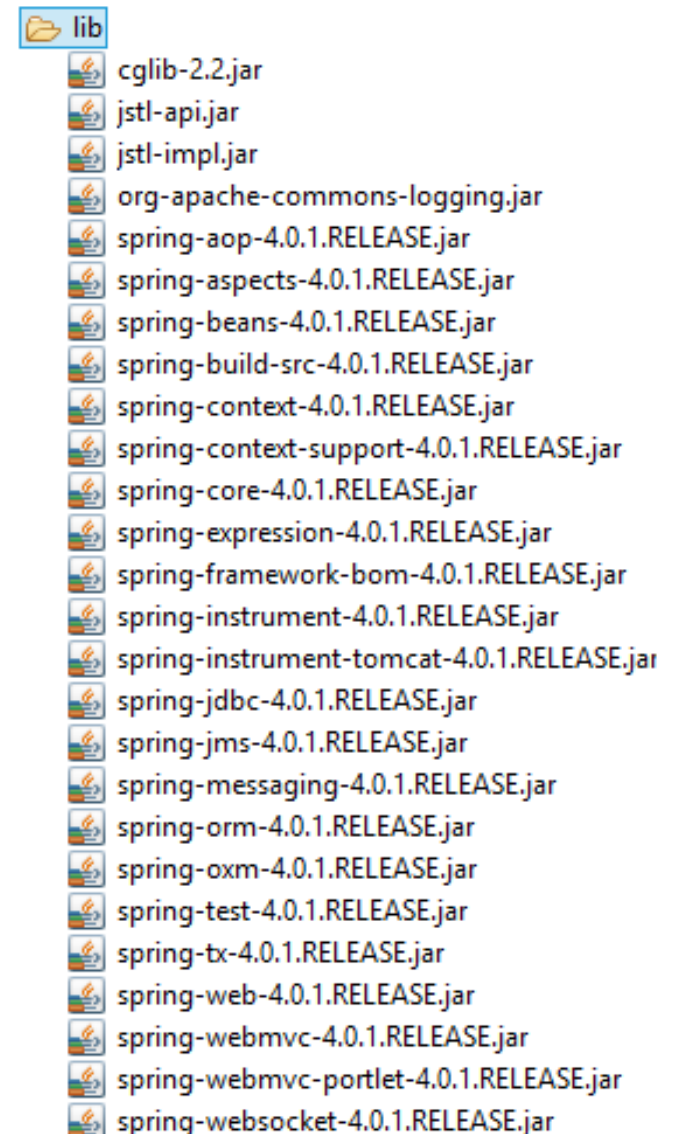 lib
cglib-2.2.jar
jstl-api.jar
jstl-impl.jar
org-apache-commons-logging.jar
spring-aop-4.0.1.RELEASE.jar
spring-aspects-4.0.1.RELEASE.jar
spring-beans-4.0.1.RELEASE.jar
spring-build-src-4.0.1.RELEASE.jar
spring-context-4.0.1.RELEASE.jar
spring-context-support-4.0.1.RELEASE.jar
spring-core-4.0.1.RELEASE.jar
spring-expression-4.0.1.RELEASE.jar
spring-framework-bom-4.0.1.RELEASE.jar
spring-instrument-4.0.1.RELEASE.jar
spring-instrument-tomcat-4.0.1.RELEASE.jar
spring-jdbc-4.0.1.RELEASE.jar
spring-jms-4.0.1.RELEASE.jar
spring-messaging-4.0.1.RELEASE.jar
spring-orm-4.0.1.RELEASE.jar
spring-oxm-4.0.1.RELEASE.jar
spring-test-4.0.1.RELEASE.jar
spring-tx-4.0.1.RELEASE.jar
spring-web-4.0.1.RELEASE.jar
spring-webmvc-4.0.1.RELEASE.jar
spring-webmvc-portlet-4.0.1.RELEASE.jar
spring-websocket-4.0.1.RELEASE.jar